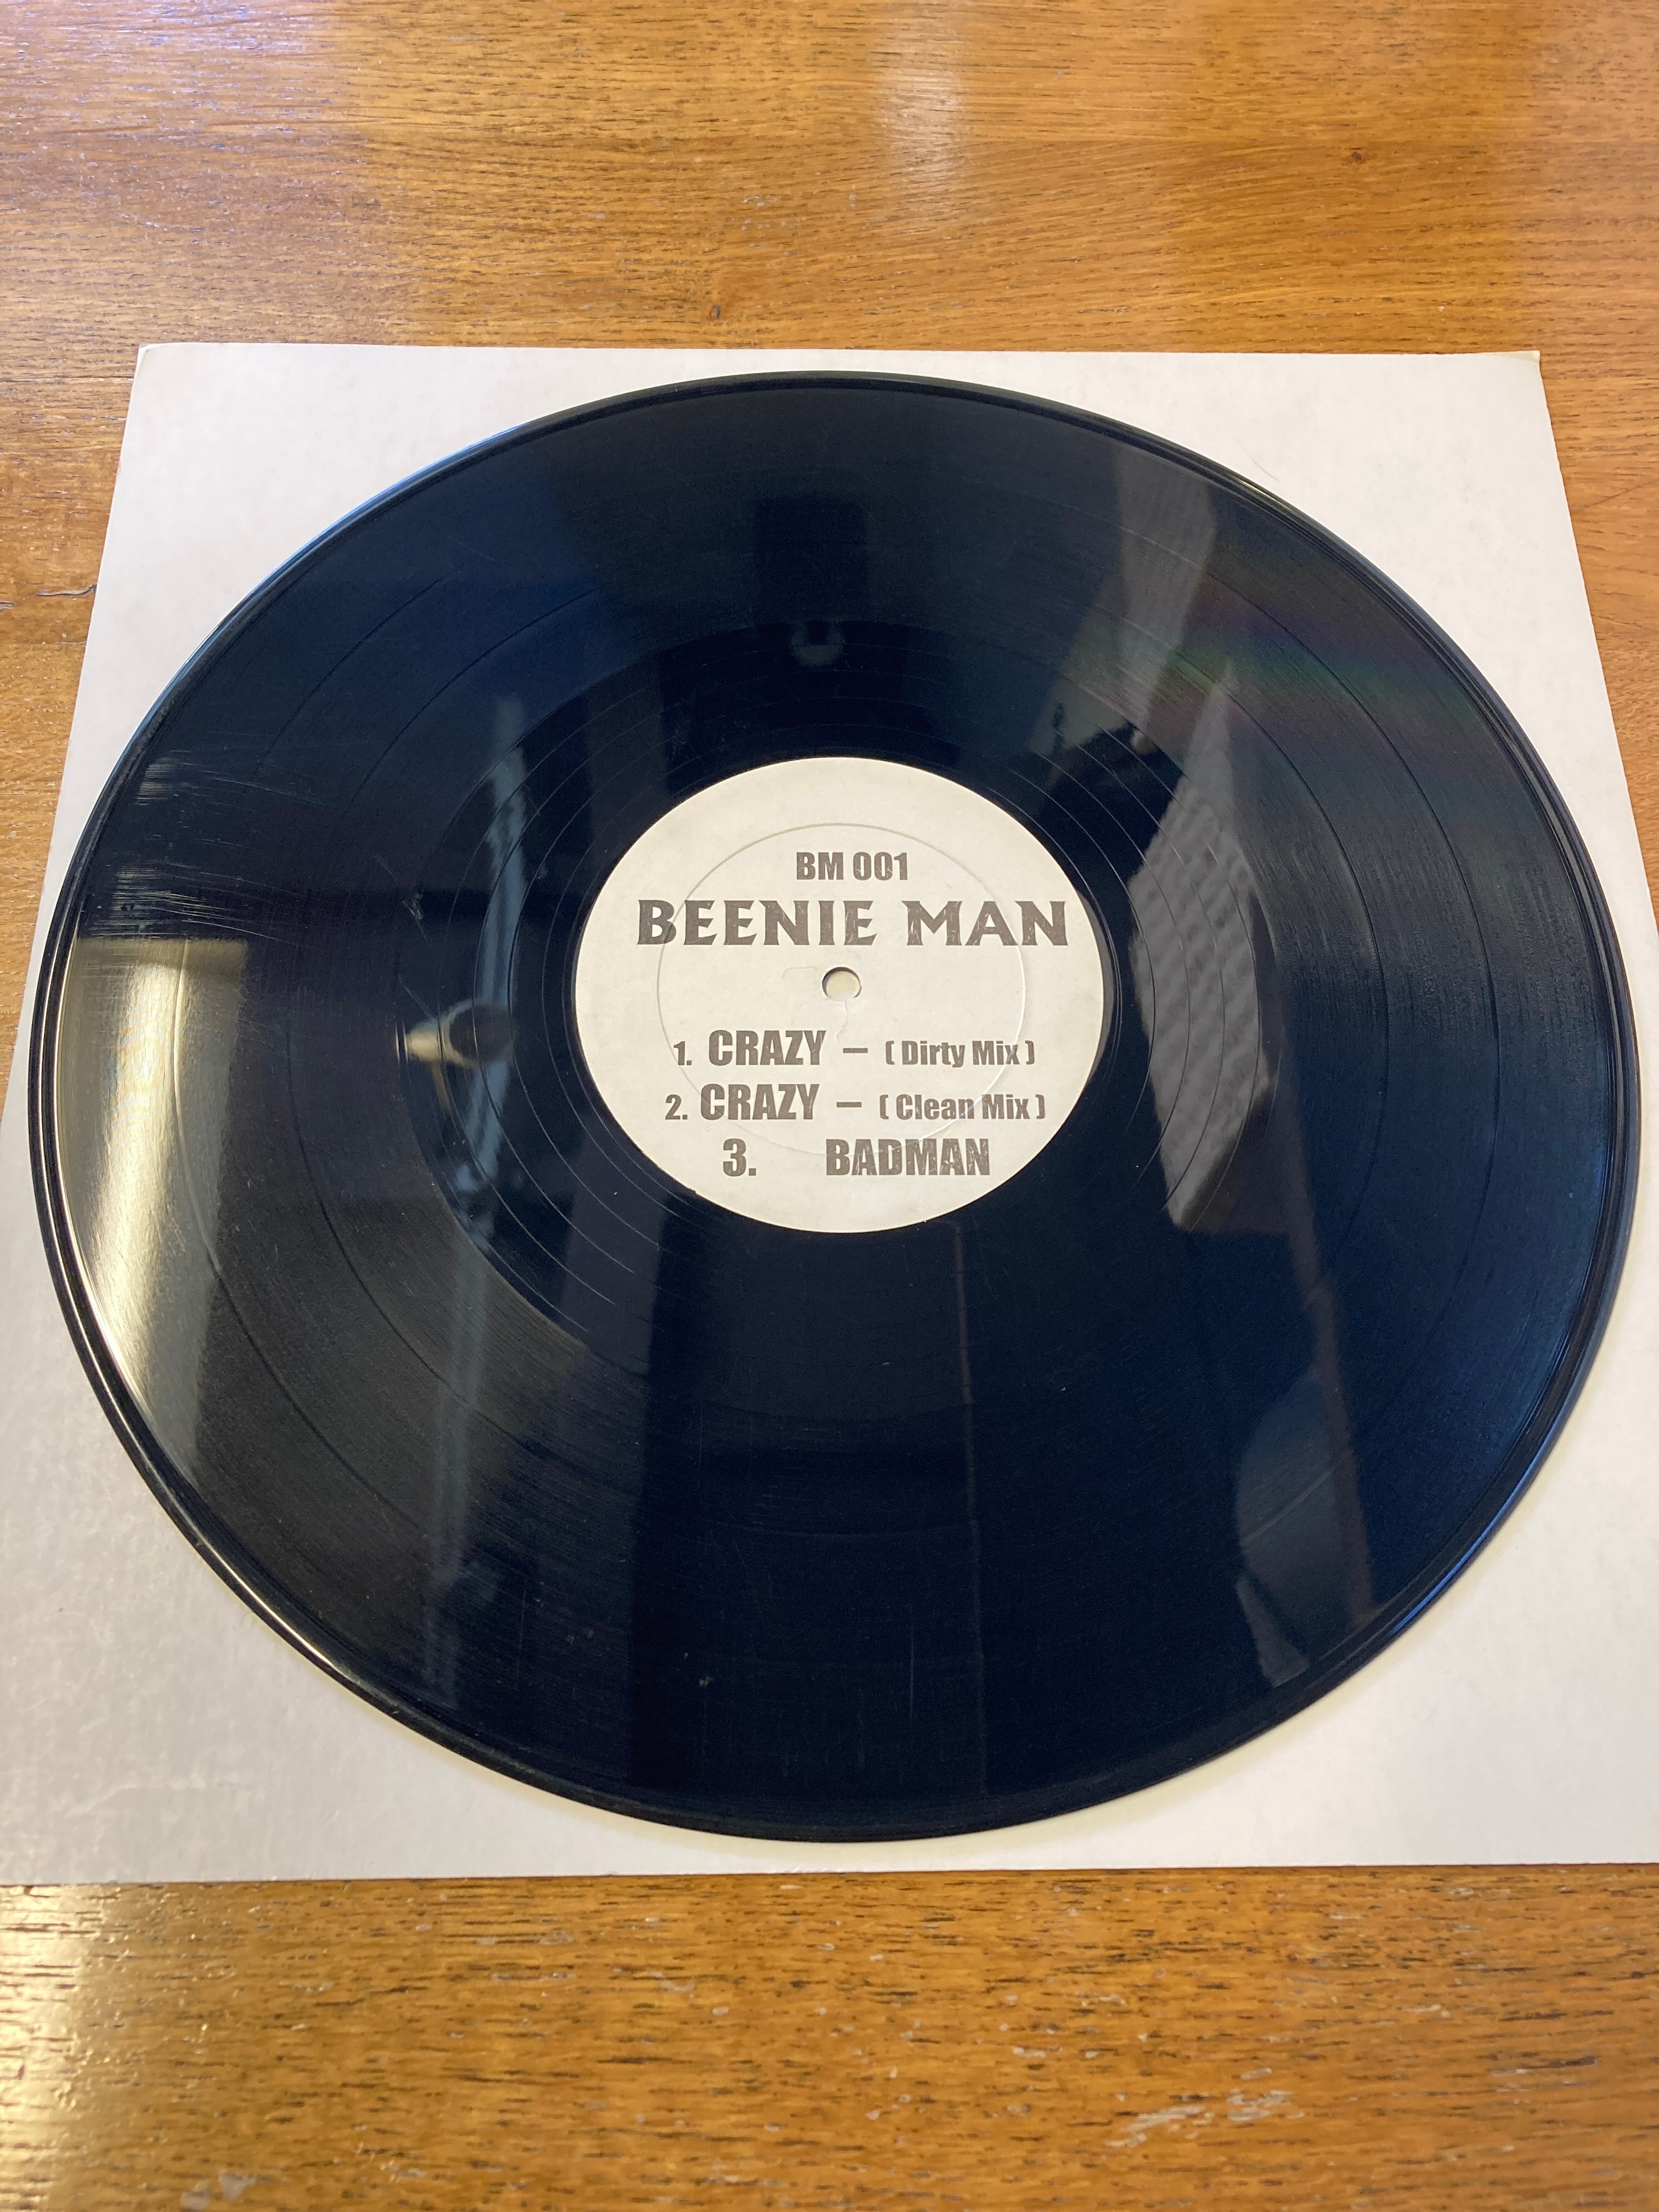 BM 001
BEENIE MAN
1. CRAZY – ( Dirty Mix )
2. CRAZY – ( Clean Mix )
3. BADMAN